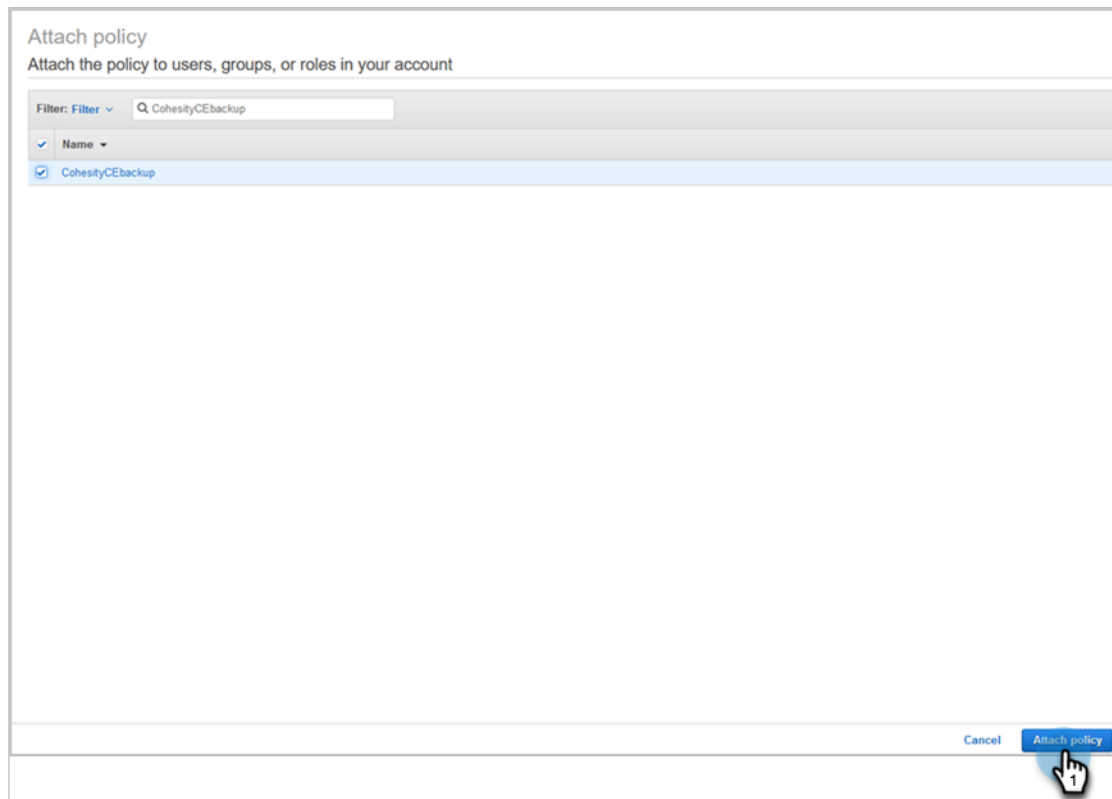 Attach policy
Attach the policy to users, groups, or roles in your account
Filter: Filter CohesityCEbackup
Name
CohesityCEbackup
Cancel Attach policy
1